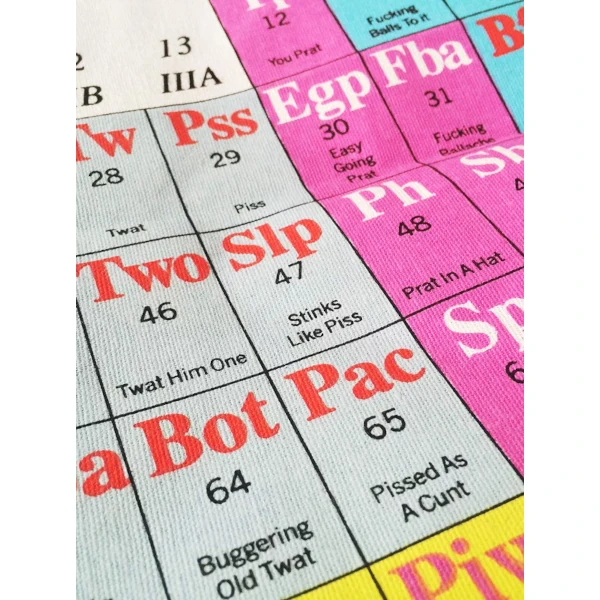 12
You Prat
Fucking
Balls To it
13
IIIA
Tw
28
Twat
Pss
29
Piss
Egp
30
Easy
Going
Prat
Fba
31
Fucking
Ballache
Two
46
Twat Him One
Slp
47
Stinks
Like Piss
Ph
48
Prat In A Hat
Bot
64
Buggering
Old Twat
Pac
65
Pissed As
A Cunt